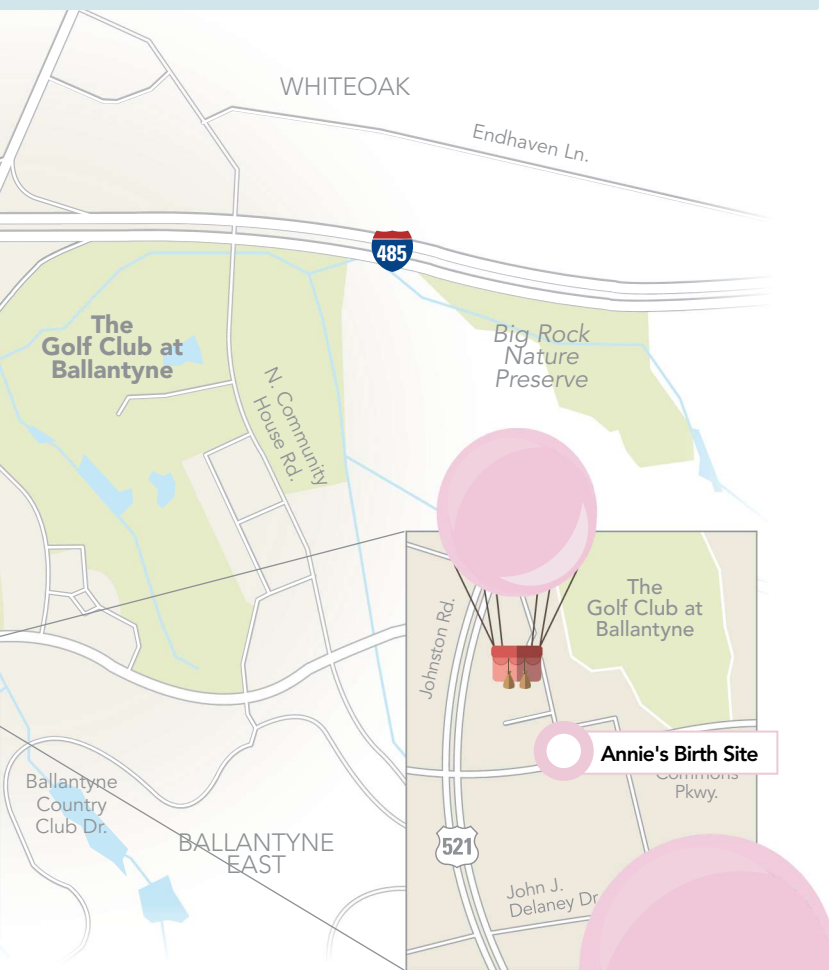 WHITEOAK
Endhaven Ln.
485
The
Golf Club at
Ballantyne
Big Rock
Nature
Preserve
N. Community
House Rd.
The
Golf Club at
Ballantyne
Johnston Rd.
Annie's Birth Site
Commons
Pkwy.
Ballantyne
Country
Club Dr.
BALLANTYNE
EAST
521
John J.
Delaney Dr